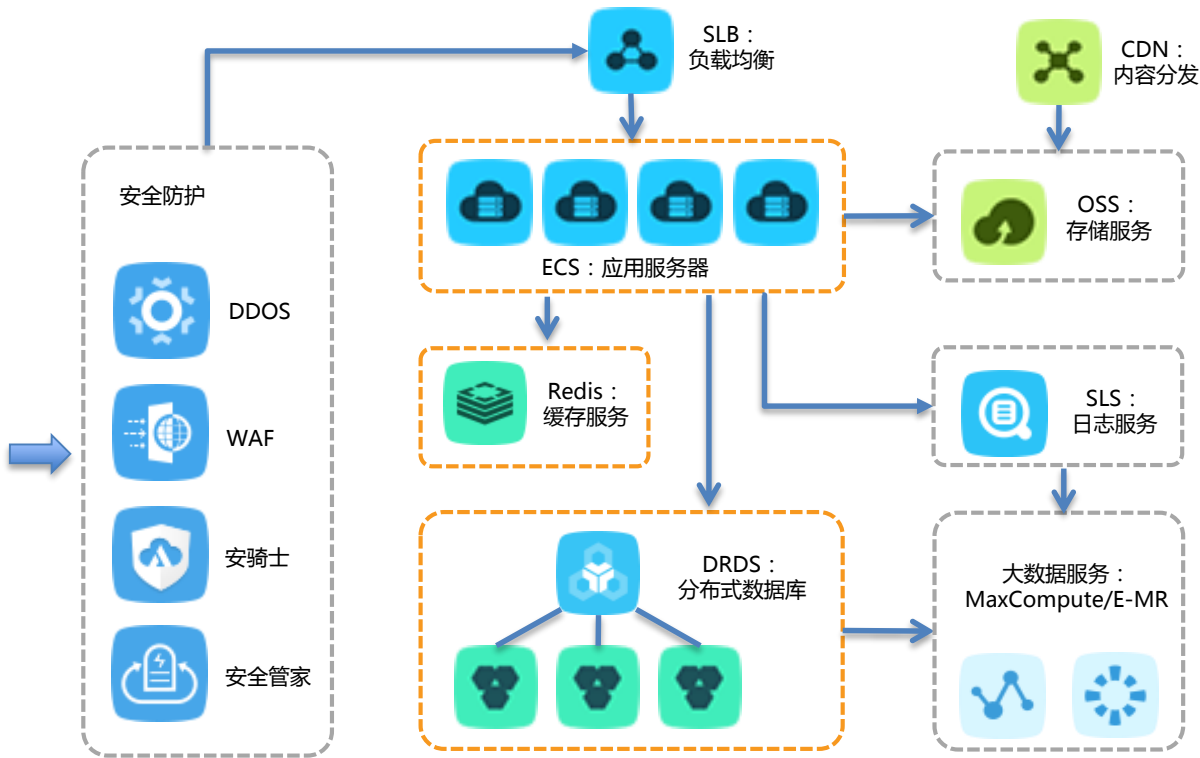 SLB：
负载均衡
CDN：
内容分发
安全防护
DDOS
WAF
安骑士
安全管家
ECS：应用服务器
OSS：
存储服务
Redis：
缓存服务
SLS：
日志服务
DRDS：
分布式数据库
大数据服务：
MaxCompute/E-MR